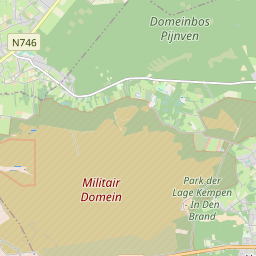 Domeinbos
Pijnven
N746
Militair
Domein
Park der
Lage Kempen
- In Den
Brand